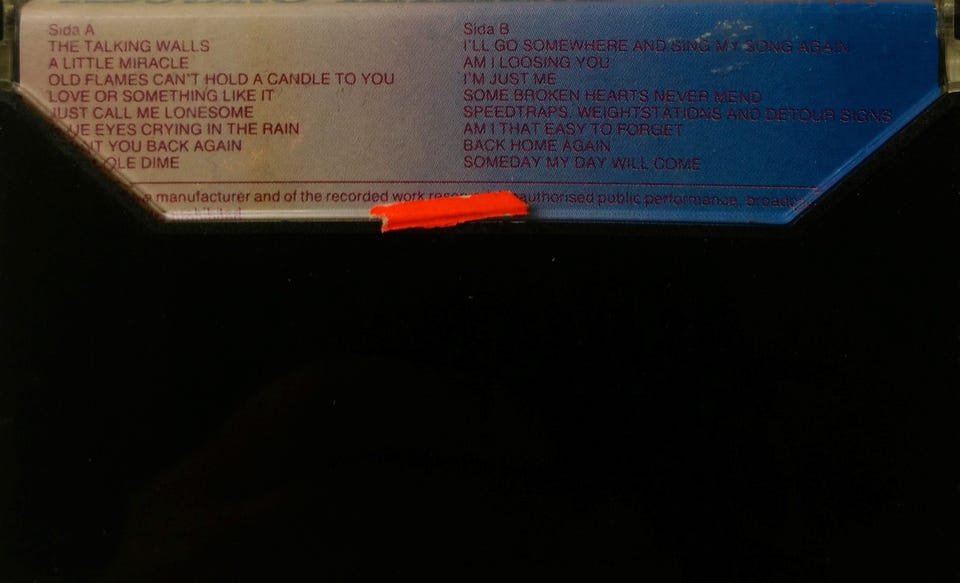 Sida A
THE TALKING WALLS
A LITTLE MIRACLE
OLD FLAMES CAN'T HOLD A CANDLE TO YOU
LOVE OR SOMETHING LIKE IT
JUST CALL ME LONESOME
EYES CRYING IN THE RAIN
YOU BACK AGAIN
DIME
Sida B
I'LL GO SOMEWHERE AND SING MY SONG AGAIN
AM I LOOSING YOU
I'M JUST ME
SOME BROKEN HEARTS NEVER MEND
SPEEDTRAPS, WEIGHTSTATIONS AND DETOUR SIGNS
AM I THAT EASY TO FORGET
BACK HOME AGAIN
SOMEDAY MY DAY WILL COME
manufacturer and of the recorded work public performance,